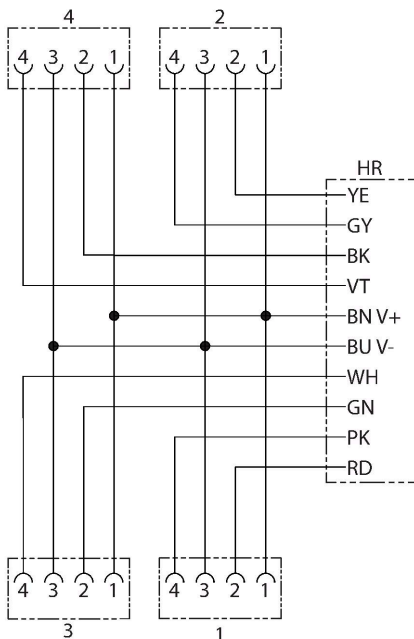 4 2
4 3 2 1 4 3 2 1
HR
YE
GY
BK
VT
BN V+
BU V-
WH
GN
PK
RD
4 3 2 1 4 3 2 1
3 1